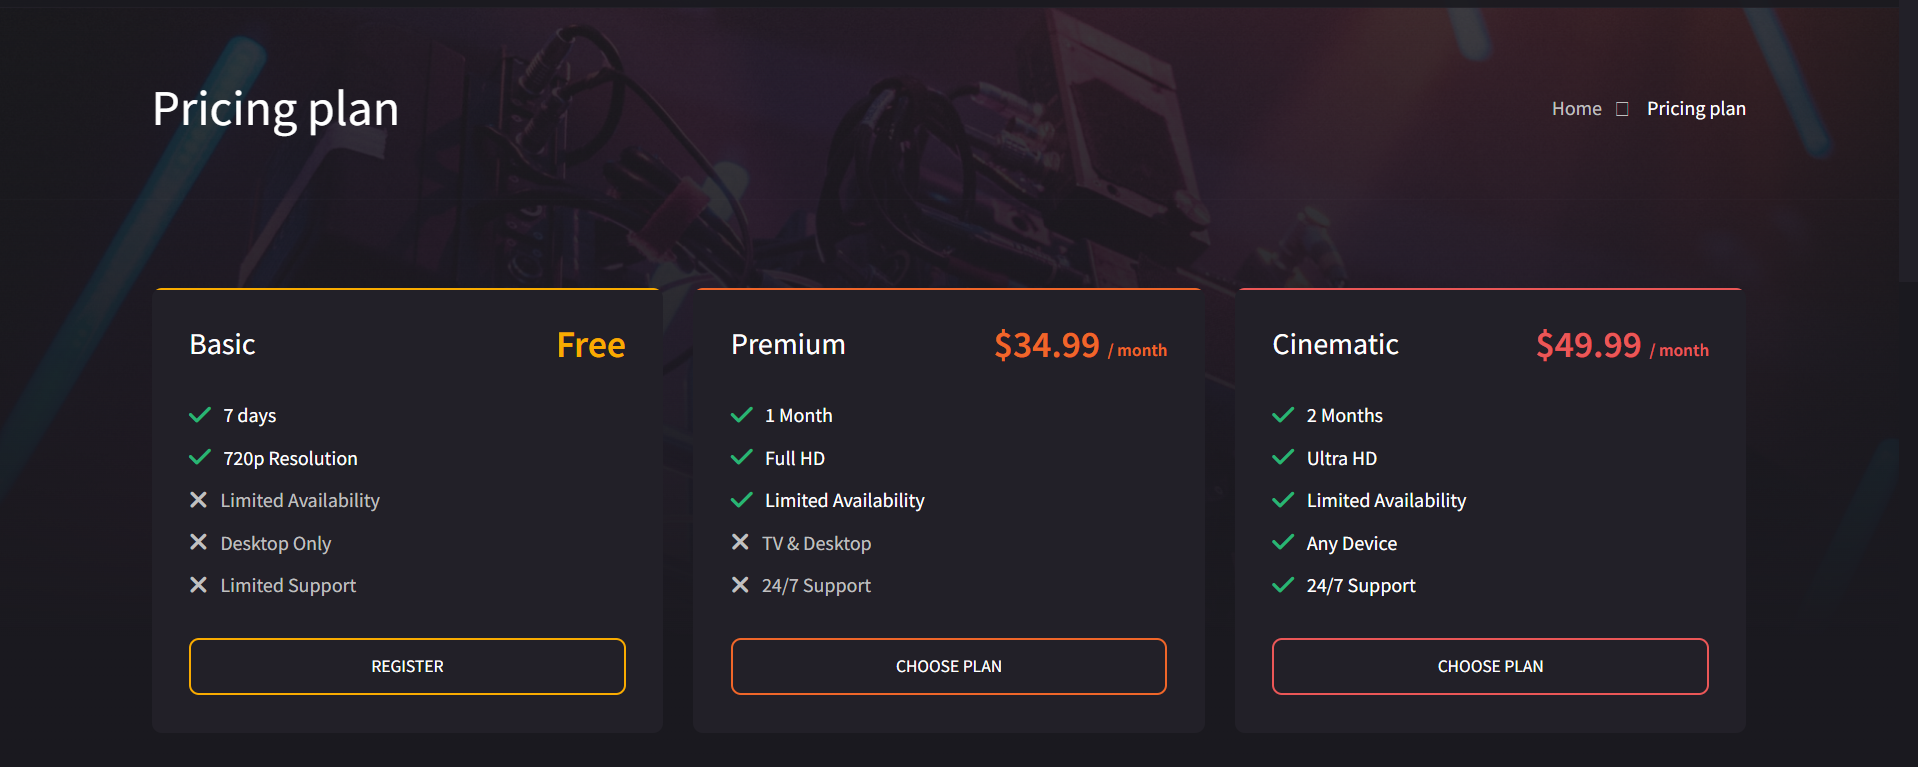 Pricing plan
Home Pricing plan
Basic Free
7 days
720p Resolution
Limited Availability
Desktop Only
Limited Support
REGISTER
Premium $34.99 / month
1 Month
Full HD
Limited Availability
TV & Desktop
24/7 Support
CHOOSE PLAN
Cinematic $49.99 / month
2 Months
Ultra HD
Limited Availability
Any Device
24/7 Support
CHOOSE PLAN